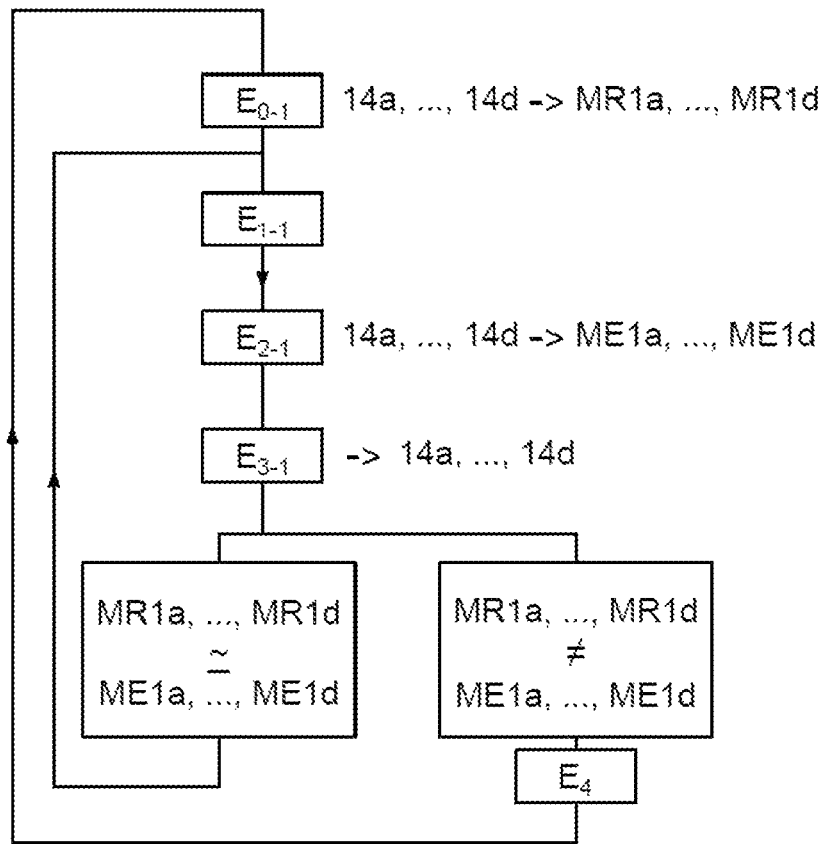 E0-1 14a, ..., 14d -> MR1a, ..., MR1d
E1-1
E2-1 14a, ..., 14d -> ME1a, ..., ME1d
E3-1 -> 14a, ..., 14d
MR1a, ..., MR1d
≃
ME1a, ..., ME1d
MR1a, ..., MR1d
≠
ME1a, ..., ME1d
E4